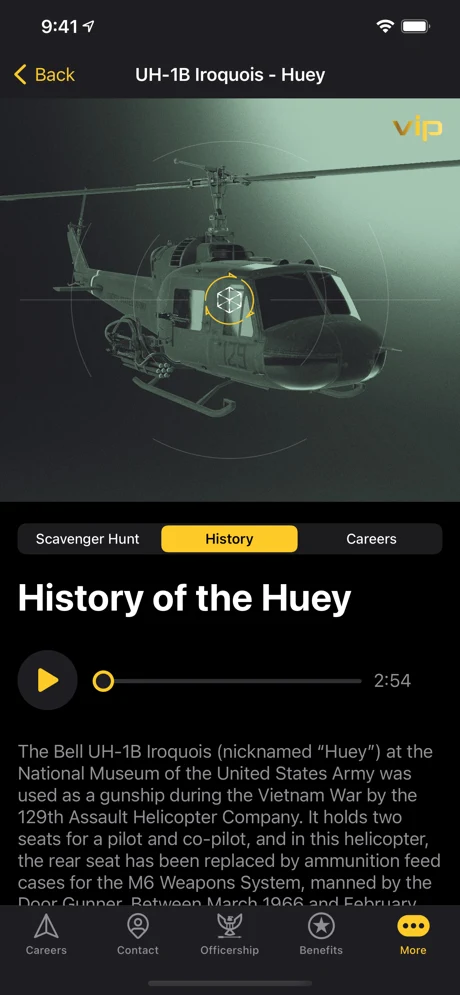 9:41
Back
UH-1B Iroquois - Huey
vip
129
Scavenger Hunt
History
Careers
History of the Huey
2:54
The Bell UH-1B Iroquois (nicknamed “Huey”) at the
National Museum of the United States Army was
used as a gunship during the Vietnam War by the
129th Assault Helicopter Company. It holds two
seats for a pilot and co-pilot, and in this helicopter,
the rear seat has been replaced by ammunition feed
cases for the M6 Weapons System, manned by the
Door Gunner. Between March 1966 and February
Careers
Contact
Officership
Benefits
More